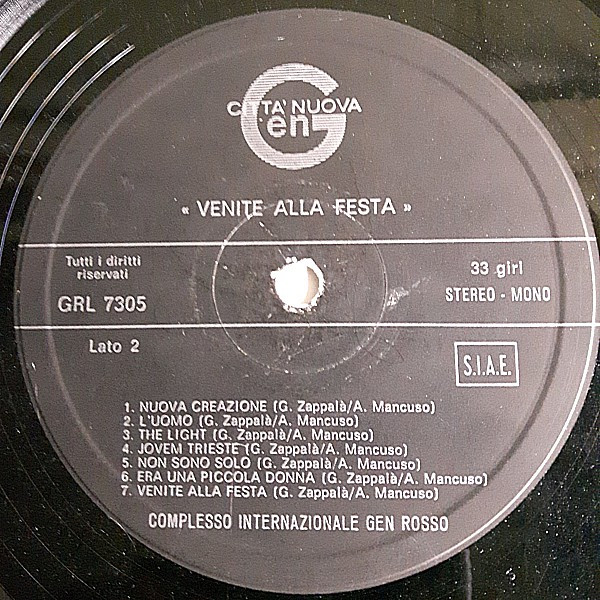 CITTA' NUOVA
Gen
« VENITE ALLA FESTA »
Tutti i diritti
riservati
GRL 7305
33 giri
STEREO - MONO
Lato 2
S.I.A.E.
1. NUOVA CREAZIONE (G. Zappalà/A. Mancuso)
2. L'UOMO (G. Zappalà/A. Mancuso)
3. THE LIGHT (G. Zappalà/A. Mancuso)
4. JOVEM TRIESTE (G. Zappalà/A. Mancuso)
5. NON SONO SOLO (G. Zappalà/A. Mancuso)
6. ERA UNA PICCOLA DONNA (G. Zappalà/A. Mancuso)
7. VENITE ALLA FESTA (G. Zappalà/A. Mancuso)
COMPLESSO INTERNAZIONALE GEN ROSSO